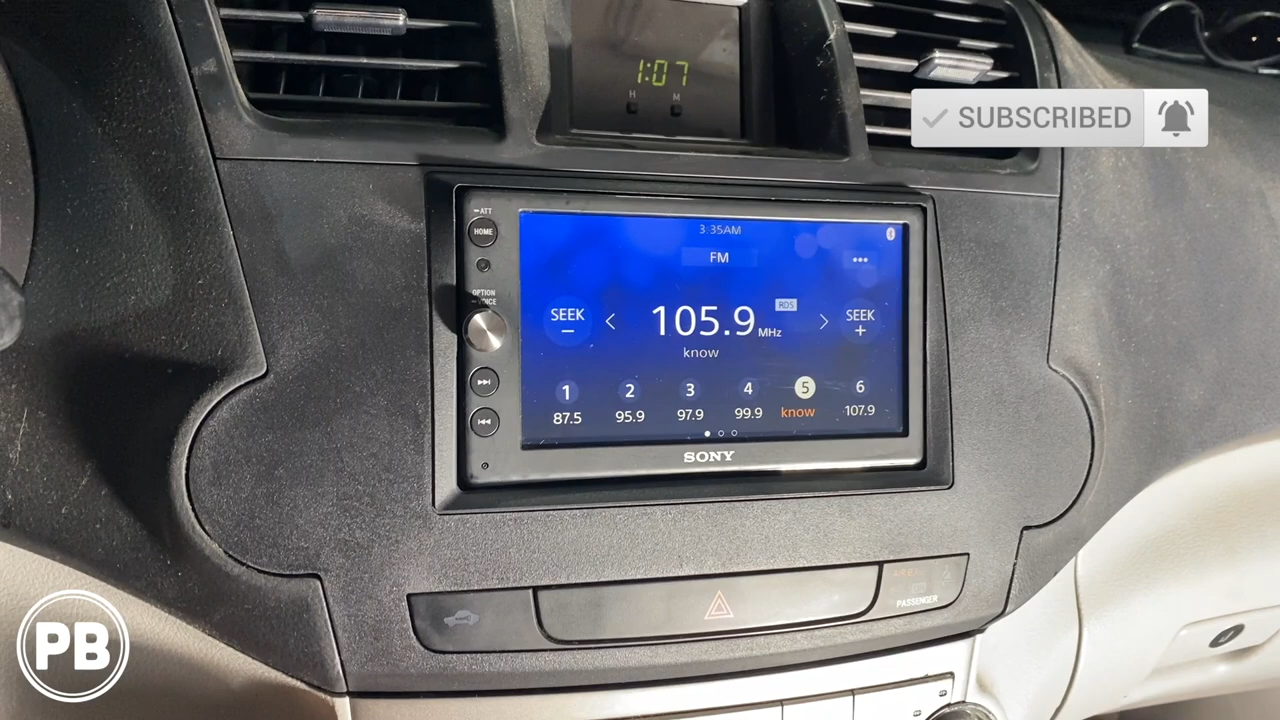 1:07
H M
SUBSCRIBED
ATT
HOME
3:35AM
FM
•••
OPTION
VOICE
SEEK
−
105.9 MHz
RDS
SEEK
+
know
1 2 3 4 5 6
87.5 95.9 97.9 99.9 know 107.9
SONY
PASSENGER
PB